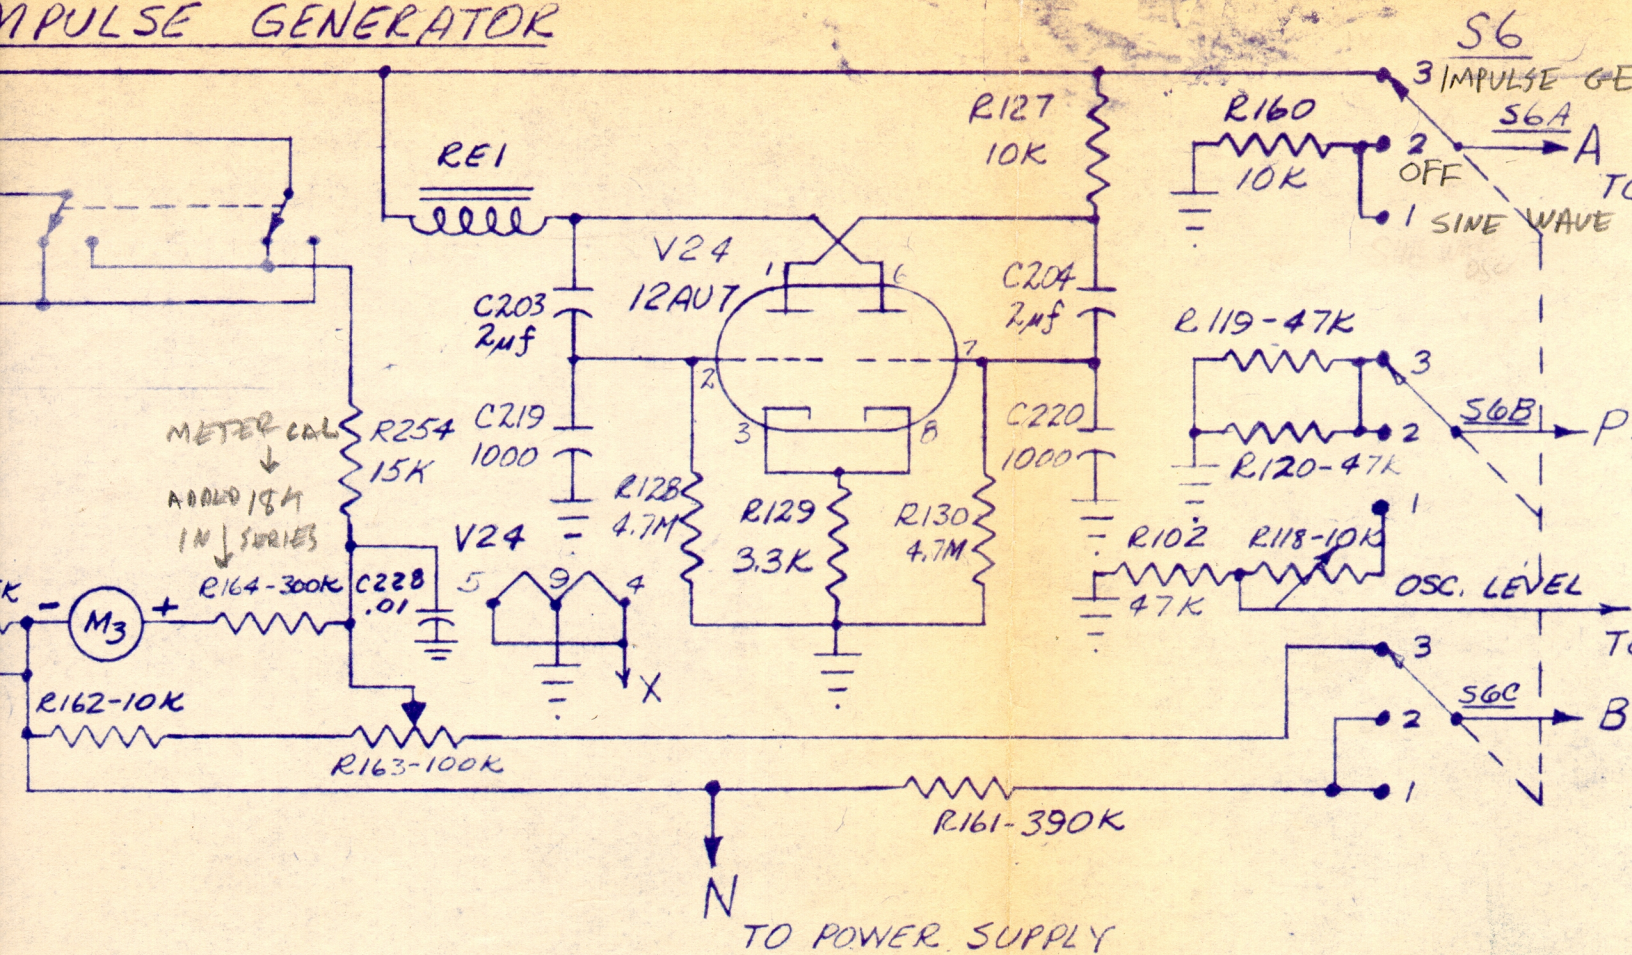 MPULSE GENERATOR
S6
3 IMPULSE GE
S6A
A
R127
10K
R160
10K
2
OFF
TO
1 SINE WAVE
RE1
V24
12AU7
1
6
C203
2µf
C204
2µf
2
7
3
8
R119-47K
3
S6B
P
2
R120-47K
1
METER CAL
R254
15K
C219
1000
C220
1000
R128
4.7M
R129
3.3K
R130
4.7M
IN SERIES
V24
5
9
4
X
R102
47K
R118-10K
OSC. LEVEL
K
-
M3
+
R164-300K
C228
.01
3
S6C
2
B
1
R162-10K
R163-100K
R161-390K
N
TO POWER SUPPLY